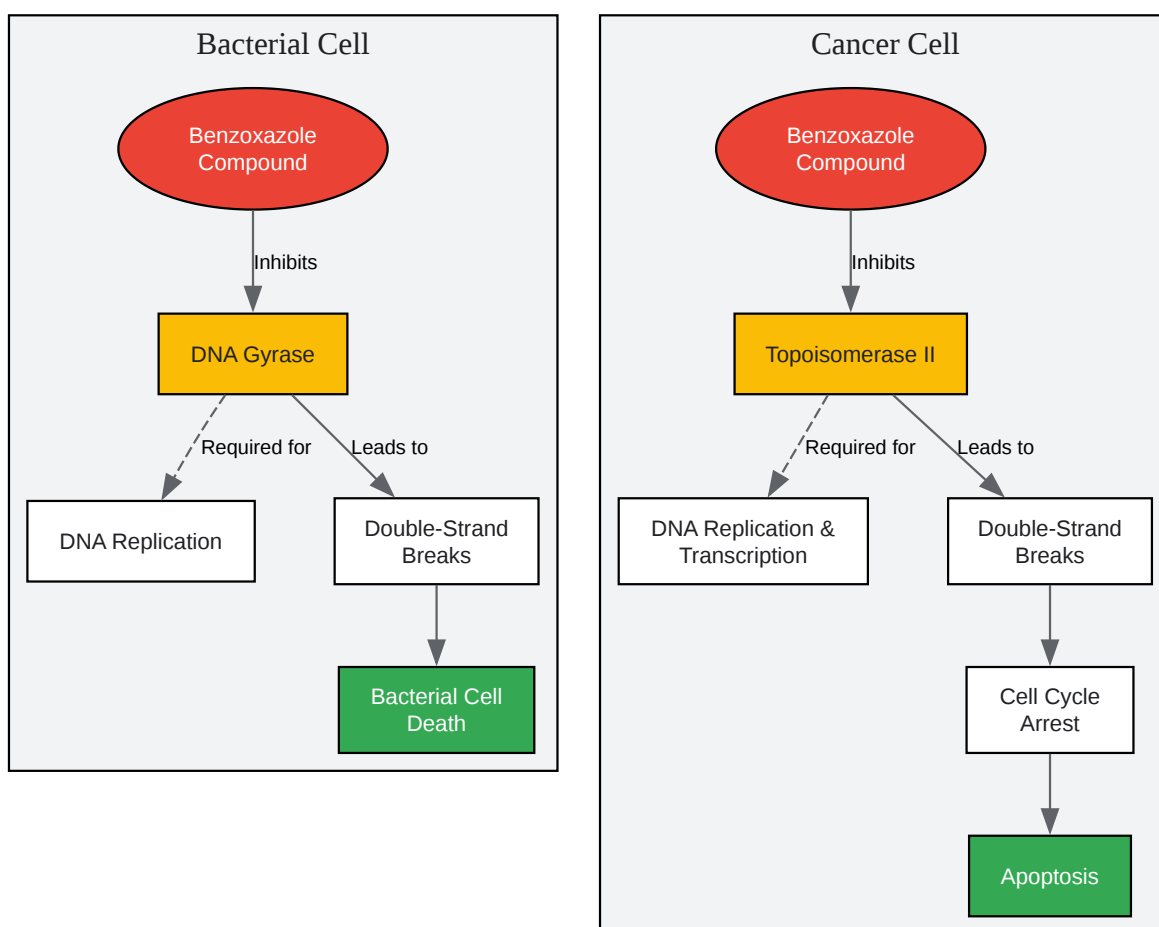 Bacterial Cell
Benzoxazole
Compound
Inhibits
DNA Gyrase
Required for
Leads to
DNA Replication
Double-Strand
Breaks
Bacterial Cell
Death
Cancer Cell
Benzoxazole
Compound
Inhibits
Topoisomerase II
Required for
Leads to
DNA Replication &
Transcription
Double-Strand
Breaks
Cell Cycle
Arrest
Apoptosis